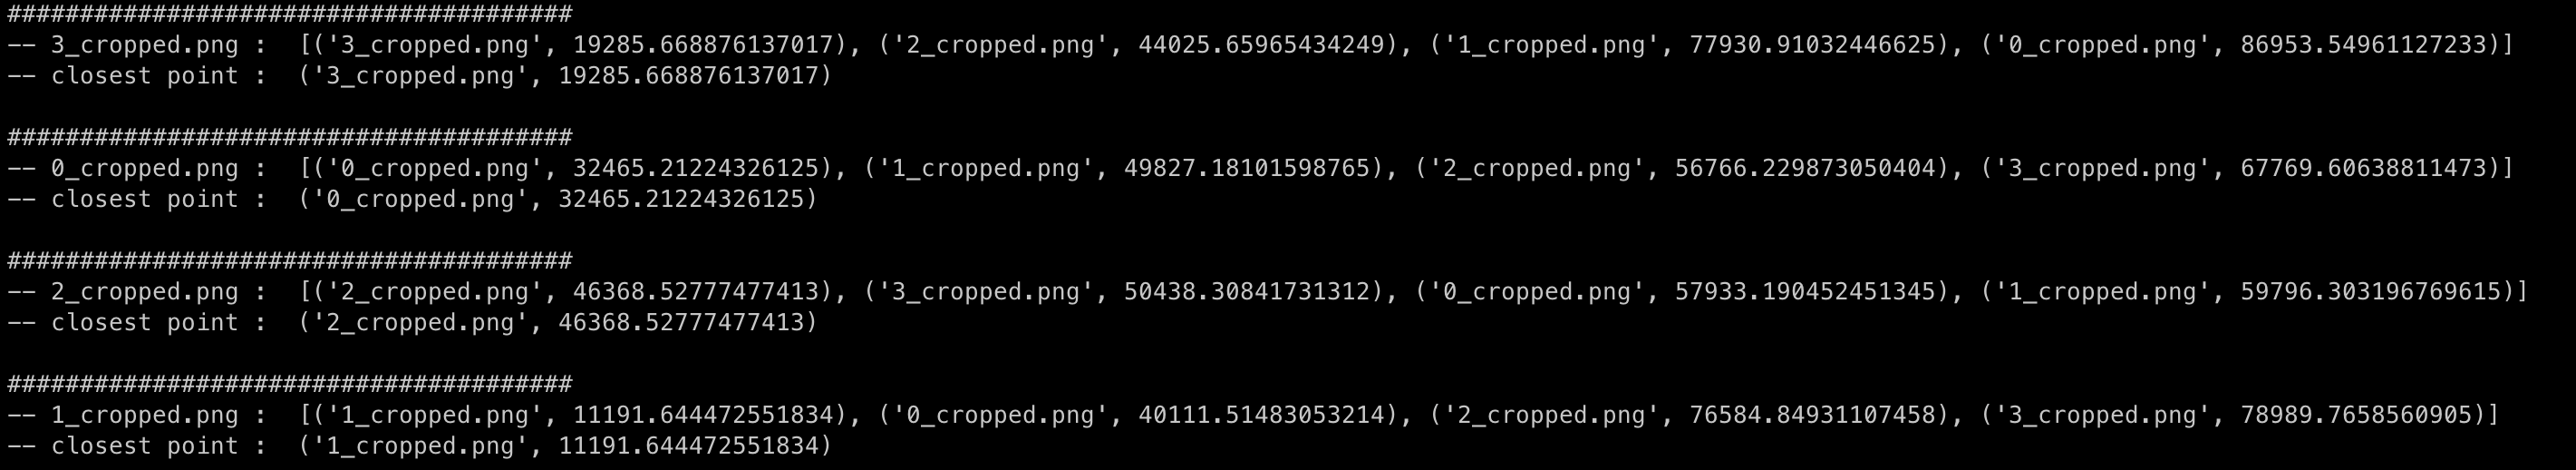 #######################################
-- 3_cropped.png :  [('3_cropped.png', 19285.668876137017), ('2_cropped.png', 44025.65965434249), ('1_cropped.png', 77930.91032446625), ('0_cropped.png', 86953.54961127233)]
-- closest point :  ('3_cropped.png', 19285.668876137017)
#######################################
-- 0_cropped.png :  [('0_cropped.png', 32465.21224326125), ('1_cropped.png', 49827.18101598765), ('2_cropped.png', 56766.229873050404), ('3_cropped.png', 67769.60638811473)]
-- closest point :  ('0_cropped.png', 32465.21224326125)
#######################################
-- 2_cropped.png :  [('2_cropped.png', 46368.52777477413), ('3_cropped.png', 50438.30841731312), ('0_cropped.png', 57933.190452451345), ('1_cropped.png', 59796.303196769615)]
-- closest point :  ('2_cropped.png', 46368.52777477413)
#######################################
-- 1_cropped.png :  [('1_cropped.png', 11191.644472551834), ('0_cropped.png', 40111.51483053214), ('2_cropped.png', 76584.84931107458), ('3_cropped.png', 78989.7658560905)]
-- closest point :  ('1_cropped.png', 11191.644472551834)